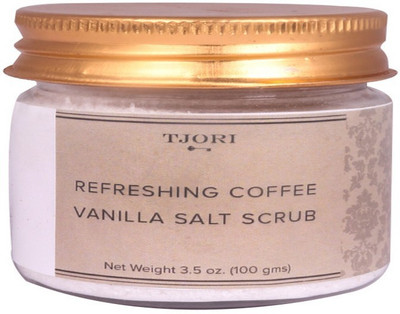 TJORI
REFRESHING COFFEE
VANILLA SALT SCRUB
Net Weight 3.5 oz. (100 gms)